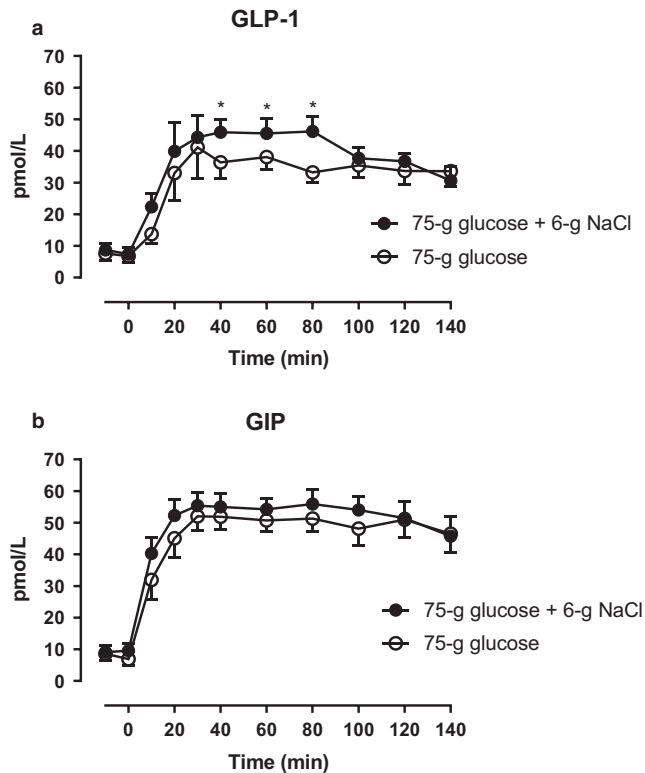 a
GLP-1
70
60
50
40
30
20
10
0
pmol/L
* * *
75-g glucose + 6-g NaCl
75-g glucose
0 20 40 60 80 100 120 140
Time (min)
b
GIP
70
60
50
40
30
20
10
0
pmol/L
75-g glucose + 6-g NaCl
75-g glucose
0 20 40 60 80 100 120 140
Time (min)